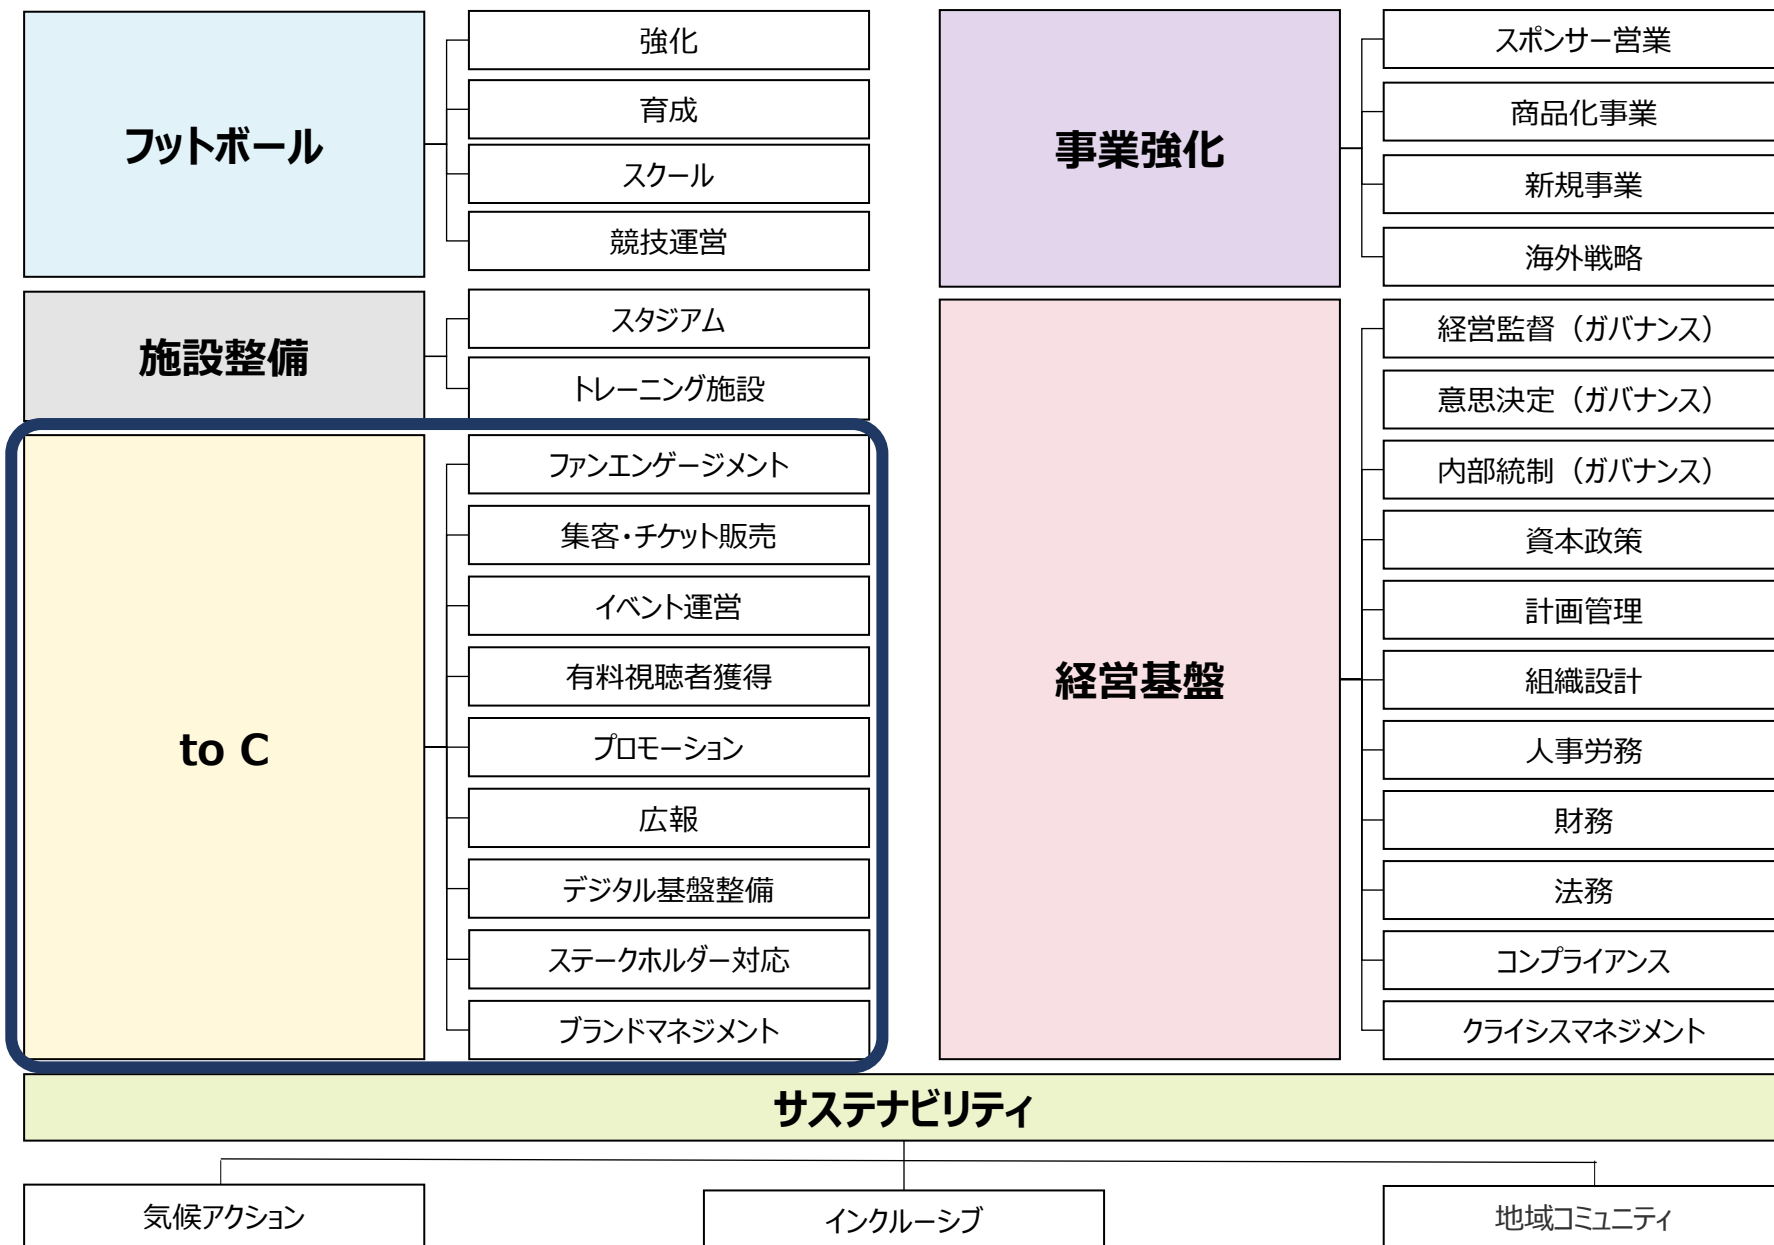 フットボール
強化
育成
スクール
競技運営
施設整備
スタジアム
トレーニング施設
to C
ファンエンゲージメント
集客・チケット販売
イベント運営
有料視聴者獲得
プロモーション
広報
デジタル基盤整備
ステークホルダー対応
ブランドマネジメント
事業強化
スポンサー営業
商品化事業
新規事業
海外戦略
経営基盤
経営監督（ガバナンス）
意思決定（ガバナンス）
内部統制（ガバナンス）
資本政策
計画管理
組織設計
人事労務
財務
法務
コンプライアンス
クライシスマネジメント
サステナビリティ
気候アクション
インクルーシブ
地域コミュニティ